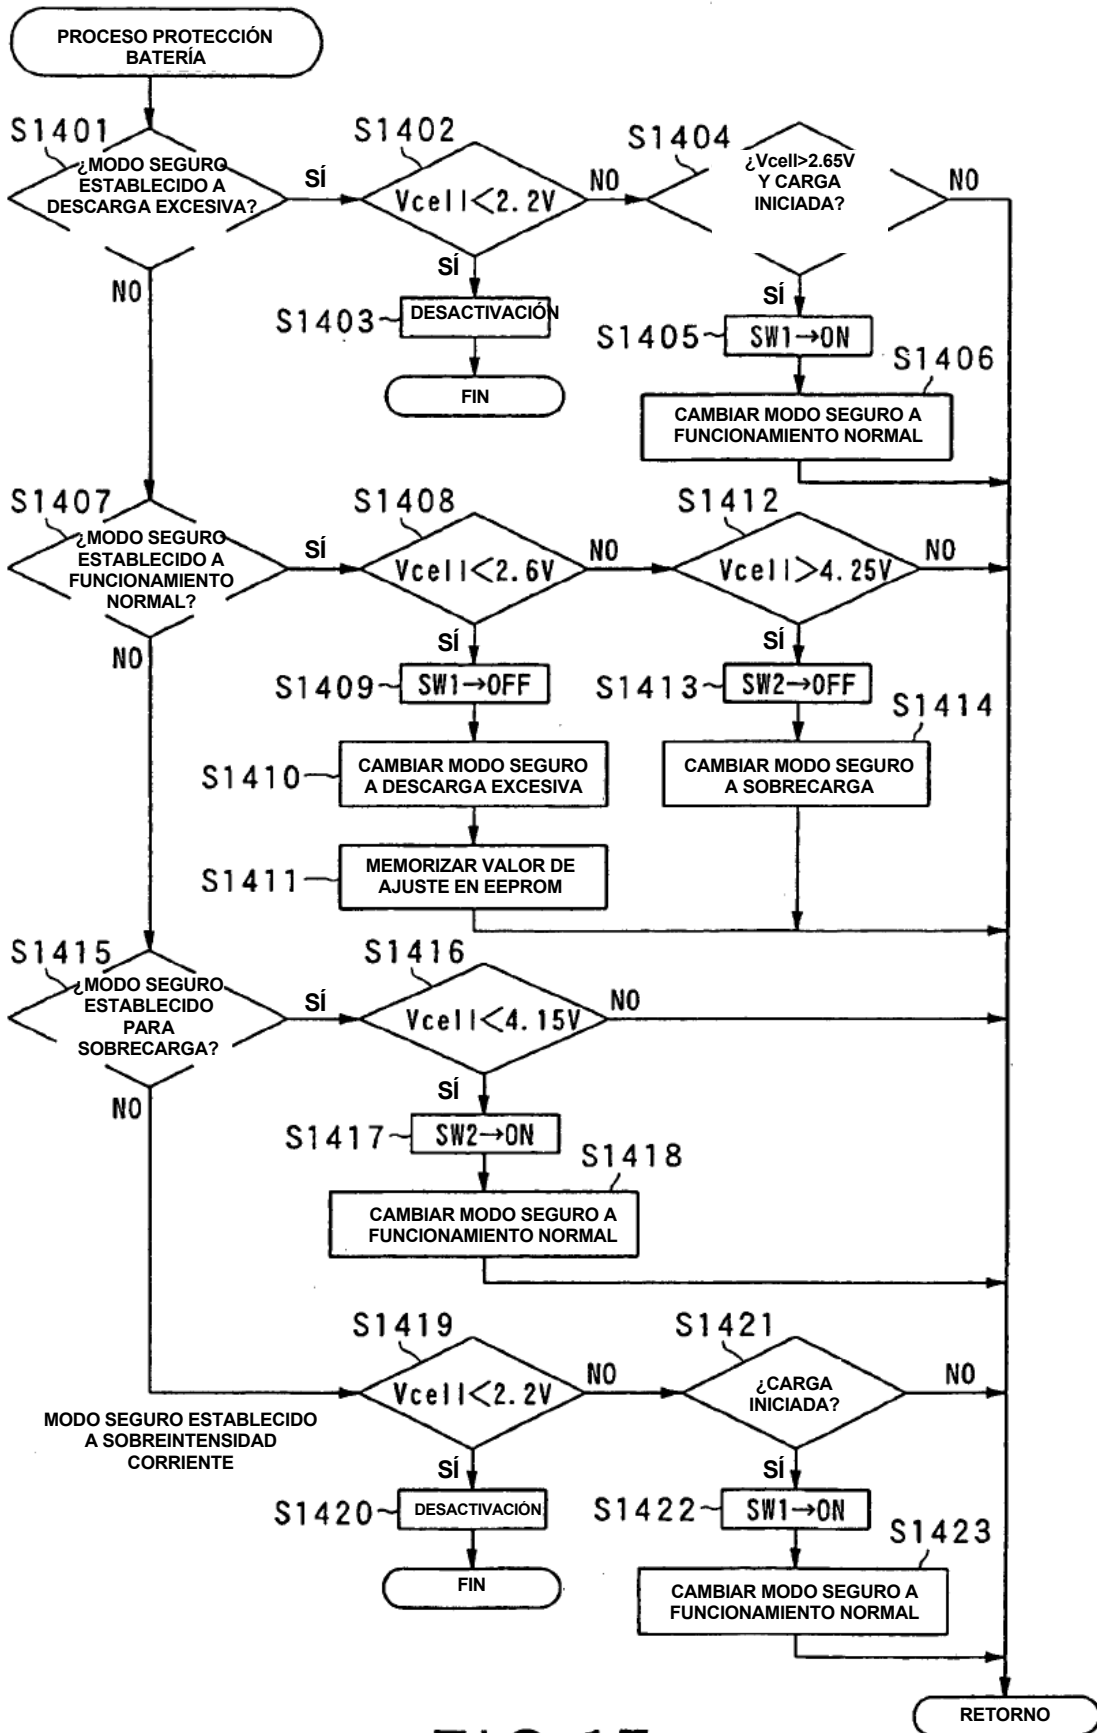 PROCESO PROTECCIÓN
BATERÍA
S1401
¿MODO SEGURO
ESTABLECIDO A
DESCARGA EXCESIVA?
SÍ
NO
S1402
Vcell<2.2V
NO
SÍ
S1404
¿Vcell>2.65V
Y CARGA
INICIADA?
NO
SÍ
S1403
DESACTIVACIÓN
FIN
S1405
SW1→ON
S1406
CAMBIAR MODO SEGURO A
FUNCIONAMIENTO NORMAL
S1407
¿MODO SEGURO
ESTABLECIDO A
FUNCIONAMIENTO
NORMAL?
SÍ
NO
S1408
Vcell<2.6V
NO
SÍ
S1412
Vcell>4.25V
NO
SÍ
S1409
SW1→OFF
S1413
SW2→OFF
S1410
CAMBIAR MODO SEGURO
A DESCARGA EXCESIVA
S1414
CAMBIAR MODO SEGURO
A SOBRECARGA
S1411
MEMORIZAR VALOR DE
AJUSTE EN EEPROM
S1415
¿MODO SEGURO
ESTABLECIDO
PARA
SOBRECARGA?
SÍ
NO
S1416
Vcell<4.15V
NO
SÍ
S1417
SW2→ON
S1418
CAMBIAR MODO SEGURO A
FUNCIONAMIENTO NORMAL
S1419
Vcell<2.2V
NO
SÍ
S1421
¿CARGA
INICIADA?
NO
SÍ
MODO SEGURO ESTABLECIDO
A SOBREINTENSIDAD
CORRIENTE
S1420
DESACTIVACIÓN
FIN
S1422
SW1→ON
S1423
CAMBIAR MODO SEGURO A
FUNCIONAMIENTO NORMAL
RETORNO